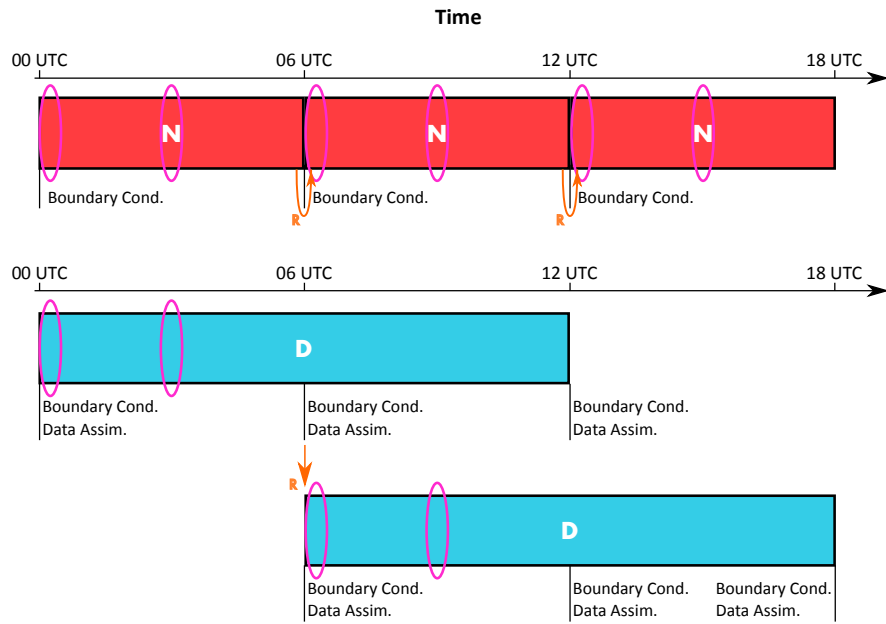 Time
00 UTC 06 UTC 12 UTC 18 UTC
N N N
Boundary Cond. Boundary Cond. Boundary Cond.
R R
00 UTC 06 UTC 12 UTC 18 UTC
D
Boundary Cond. Boundary Cond. Boundary Cond.
Data Assim. Data Assim. Data Assim.
R
D
Boundary Cond. Boundary Cond. Boundary Cond.
Data Assim. Data Assim. Data Assim.